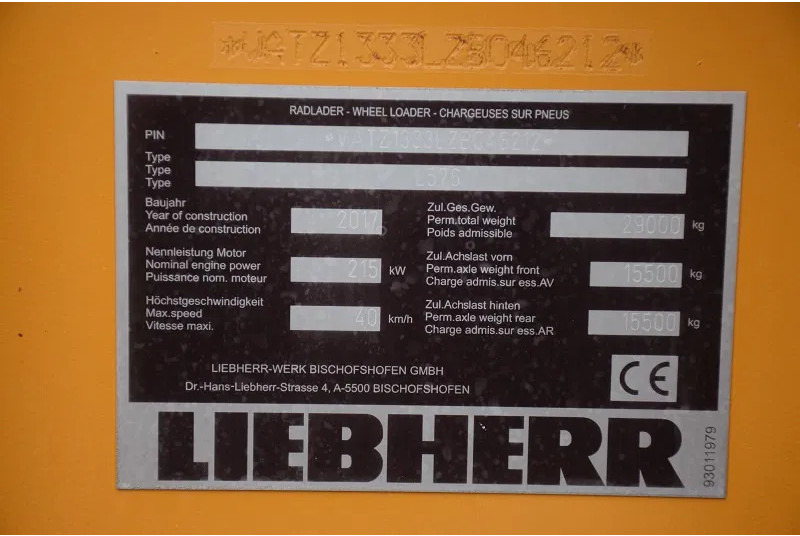 *VATZ1333LZB046212*
RADLADER - WHEEL LOADER - CHARGEUSES SUR PNEUS
PIN *VATZ1333LZB046212*
Type
Type
Type L576
Baujahr
Year of construction 2017
Année de construction
Zul.Ges.Gew.
Perm.total weight 29000 kg
Poids admissible
Nennleistung Motor
Nominal engine power 215 kW
Puissance nom. moteur
Zul.Achslast vorn
Perm.axle weight front 15500 kg
Charge admis.sur ess.AV
Höchstgeschwindigkeit
Max.speed 40 km/h
Vitesse maxi.
Zul.Achslast hinten
Perm.axle weight rear 15500 kg
Charge admis.sur ess.AR
LIEBHERR-WERK BISCHOFSHOFEN GMBH
Dr.-Hans-Liebherr-Strasse 4, A-5500 BISCHOFSHOFEN
CE
LIEBHERR
93011979